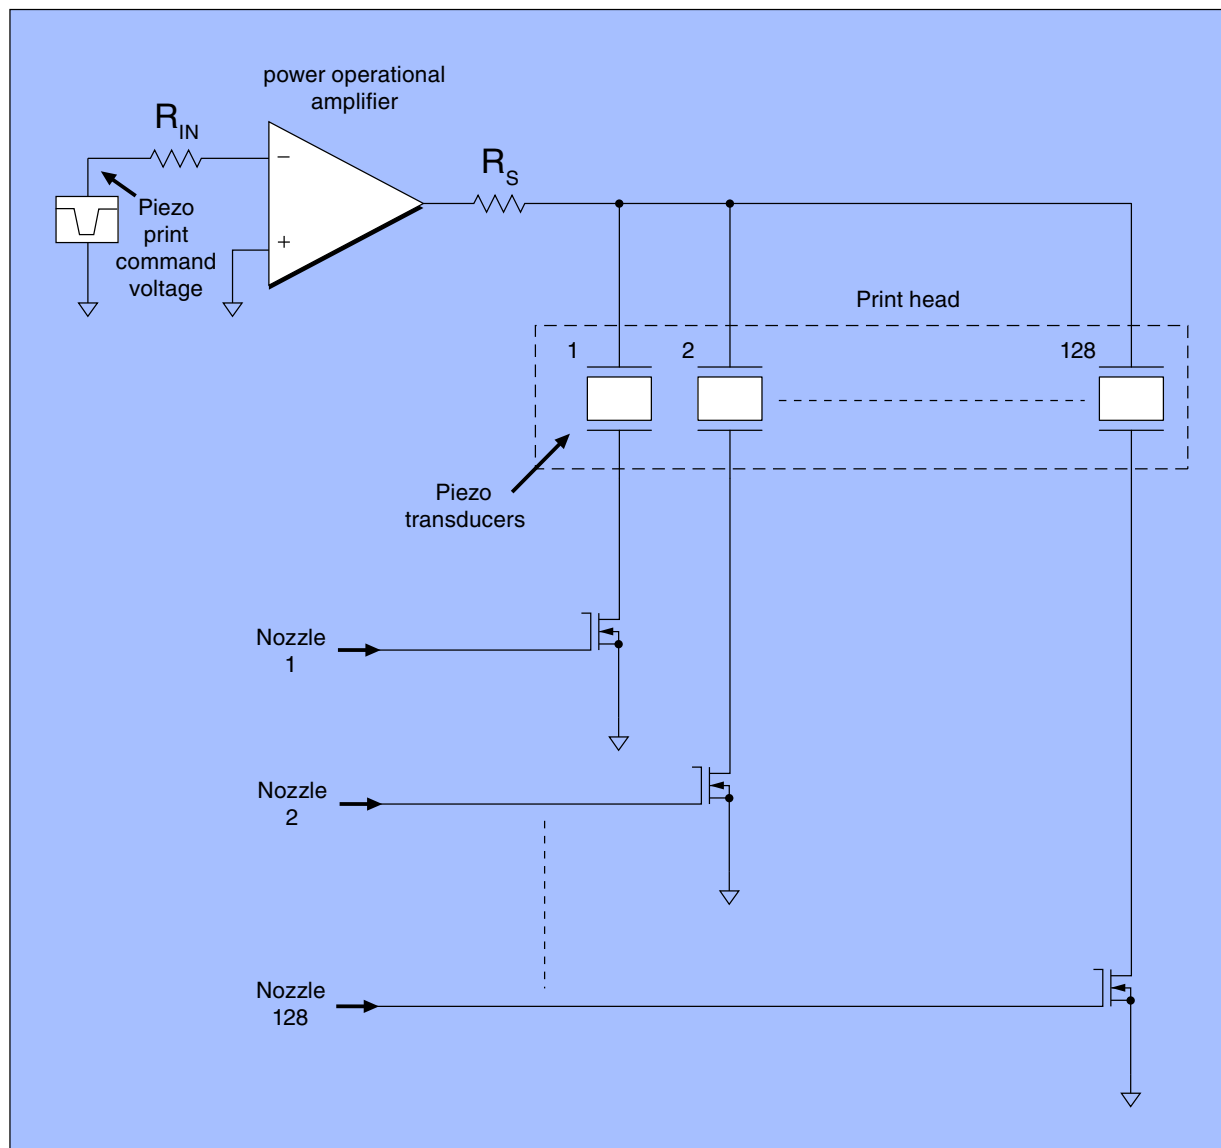 power operational
amplifier
R_IN
−
+
R_S
Piezo
print
command
voltage
Print head
1
2
128
Piezo
transducers
Nozzle
1
Nozzle
2
Nozzle
128